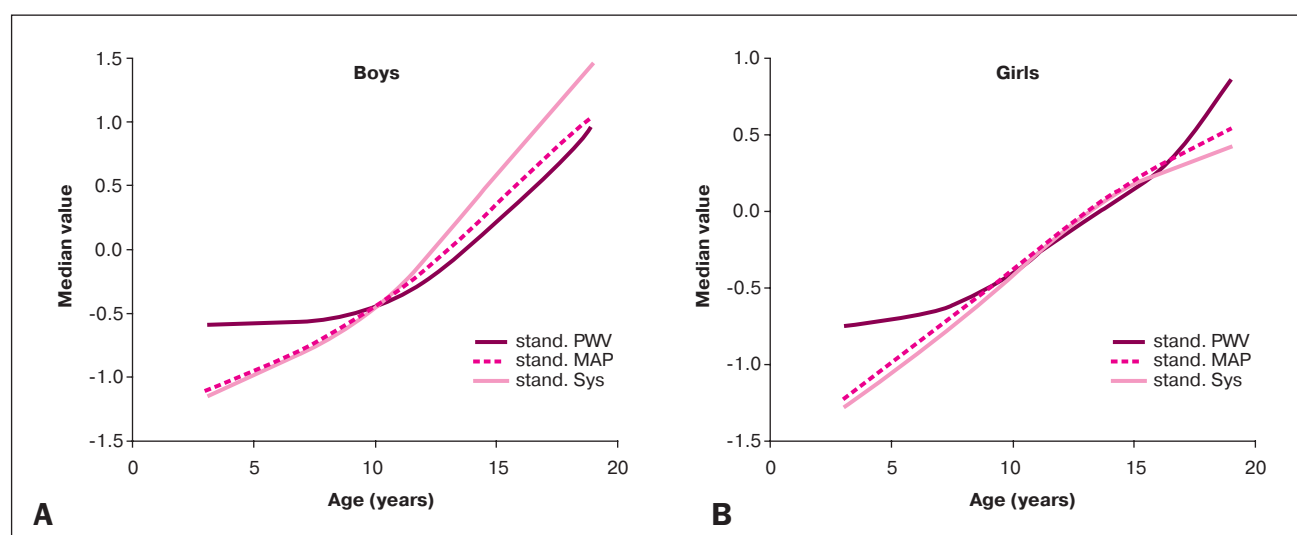 Boys
1.5
1.0
0.5
0.0
-0.5
-1.0
-1.5
Median value
stand. PWV
stand. MAP
stand. Sys
0 5 10 15 20
Age (years)
A
Girls
1.0
0.5
0.0
-0.5
-1.0
-1.5
Median value
stand. PWV
stand. MAP
stand. Sys
0 5 10 15 20
Age (years)
B